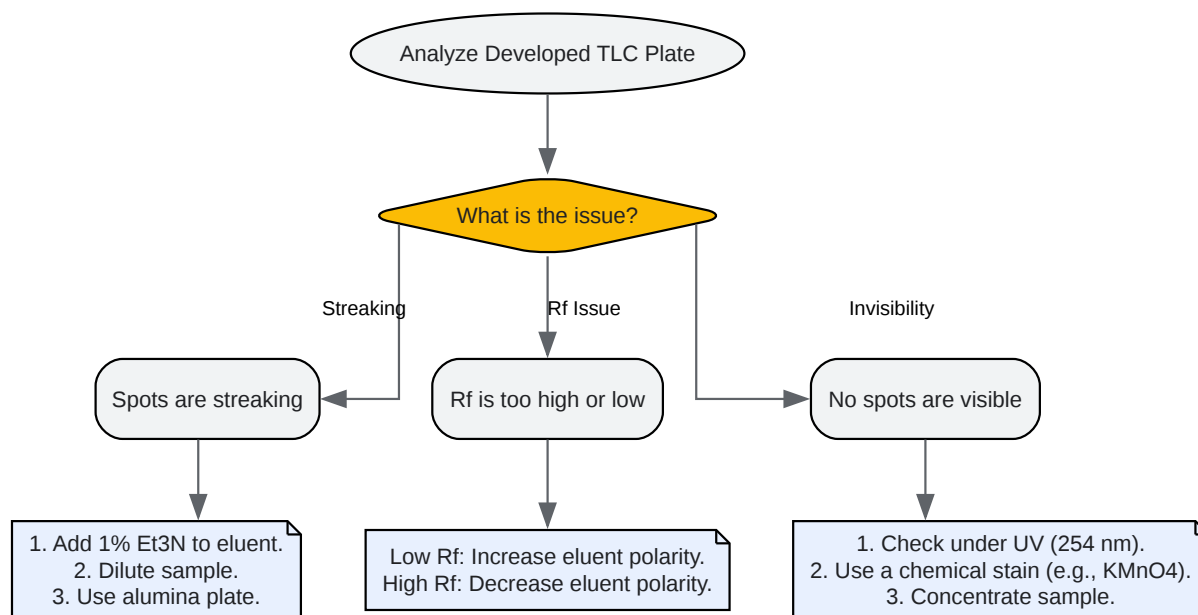 Analyze Developed TLC Plate
What is the issue?
Streaking
Rf Issue
Invisibility
Spots are streaking
Rf is too high or low
No spots are visible
1. Add 1% Et3N to eluent.
2. Dilute sample.
3. Use alumina plate.
Low Rf: Increase eluent polarity.
High Rf: Decrease eluent polarity.
1. Check under UV (254 nm).
2. Use a chemical stain (e.g., KMnO4).
3. Concentrate sample.